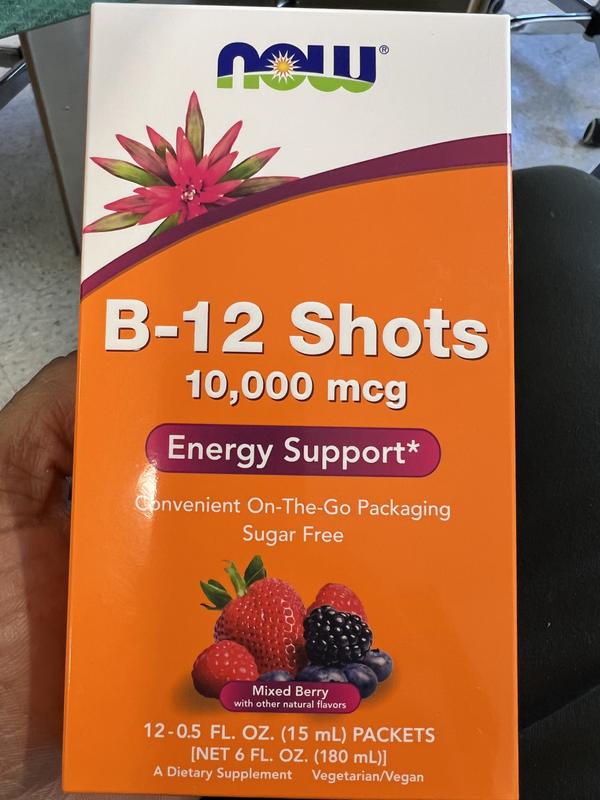 NOW®
B-12 Shots
10,000 mcg
Energy Support*
Convenient On-The-Go Packaging
Sugar Free
Mixed Berry
with other natural flavors
12-0.5 FL. OZ. (15 mL) PACKETS
[NET 6 FL. OZ. (180 mL)]
A Dietary Supplement Vegetarian/Vegan